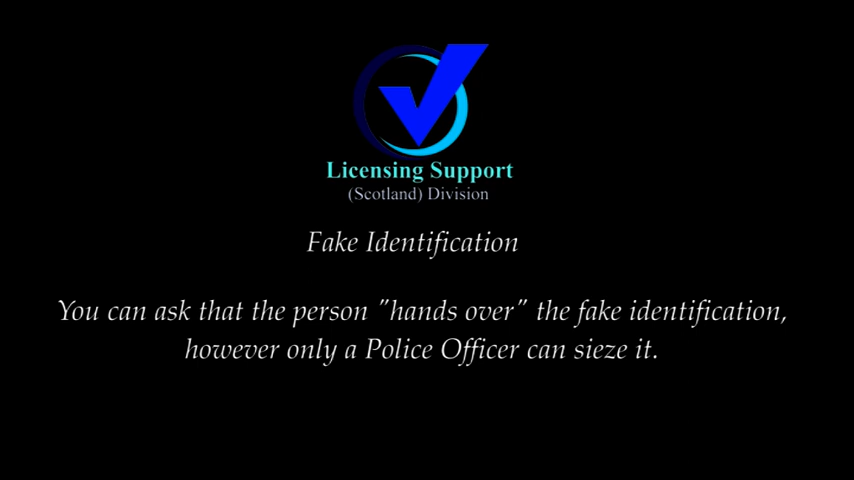 Licensing Support
(Scotland) Division
Fake Identification
You can ask that the person "hands over" the fake identification,
however only a Police Officer can sieze it.